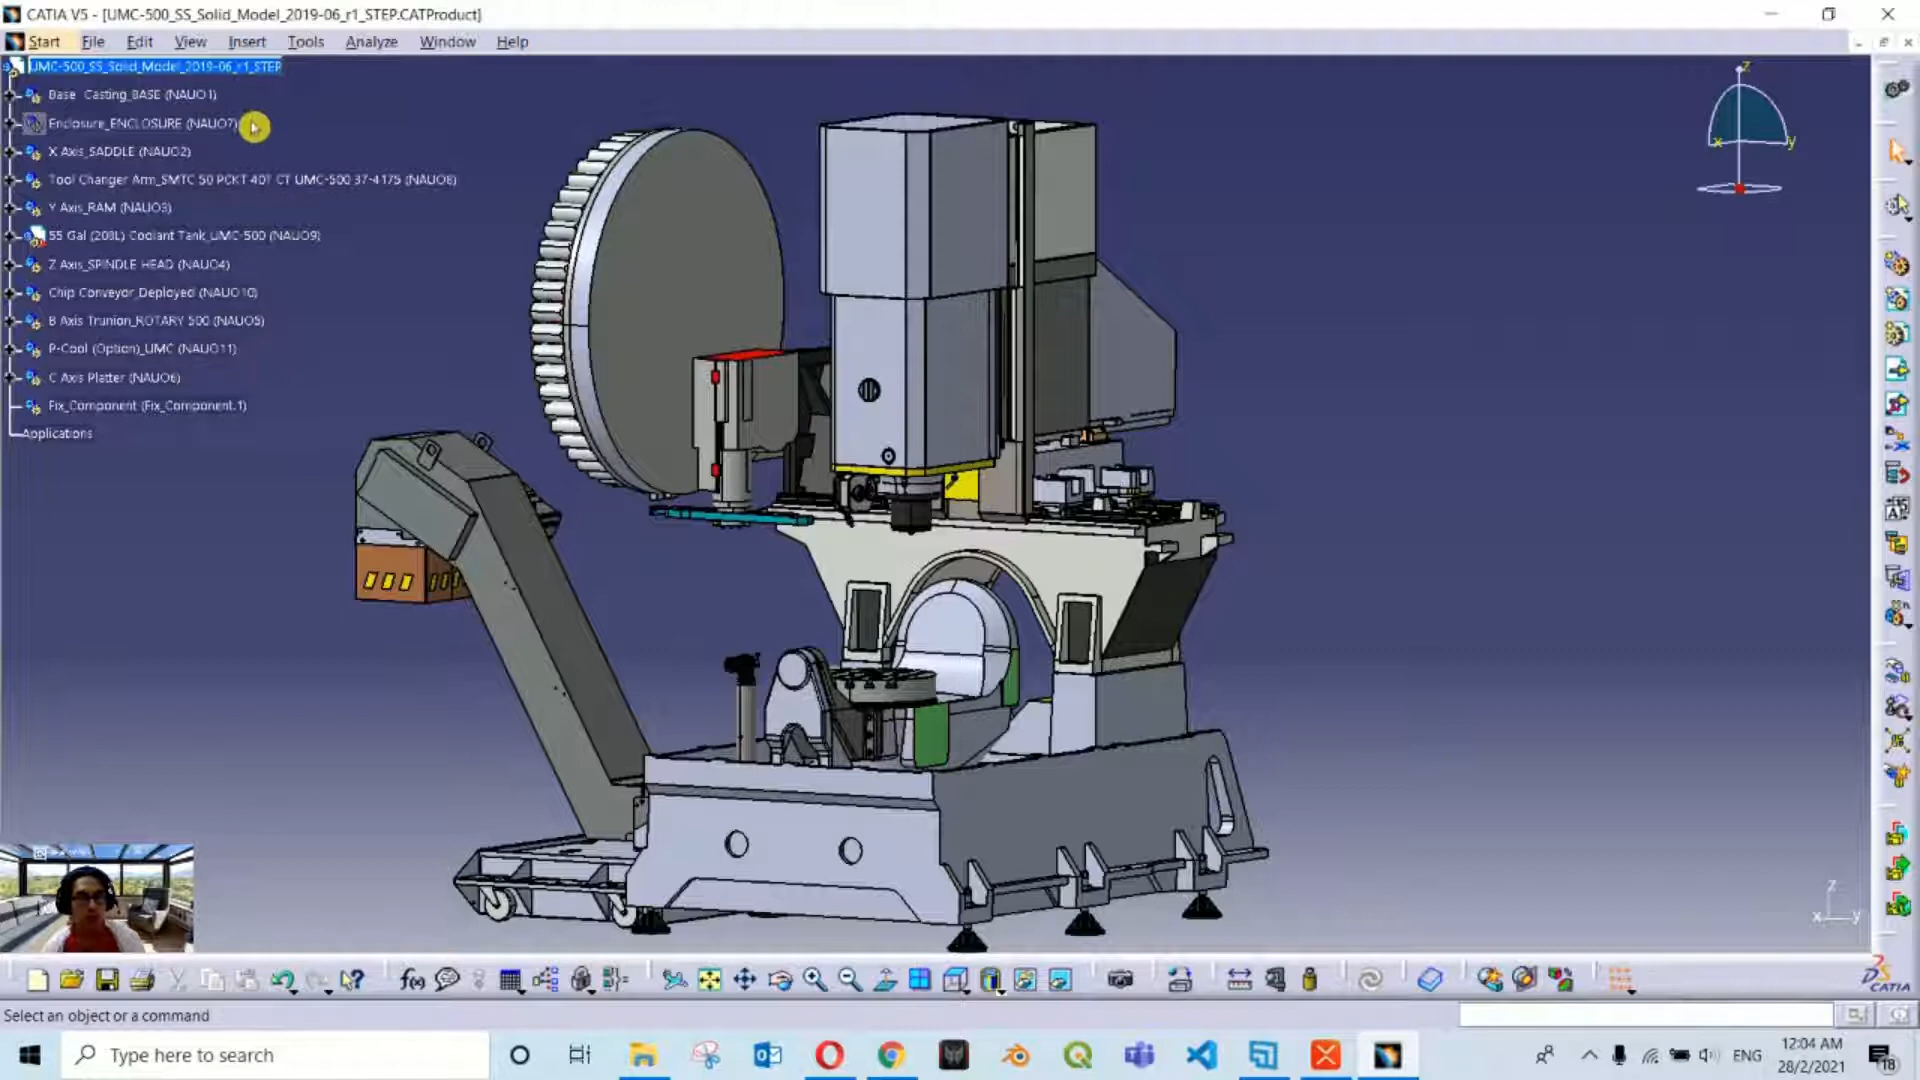 CATIA V5 - [UMC-500_SS_Solid_Model_2019-06_r1_STEP.CATProduct]
Start File Edit View Insert Tools Analyze Window Help
UMC-500_SS_Solid_Model_2019-06_r1_STEP
Base Casting_BASE (NAUO1)
Enclosure_ENCLOSURE (NAUO7)
X Axis_SADDLE (NAUO2)
Tool Changer Arm_SMTC 50 PCKT 40T CT UMC-500 37-4175 (NAUO8)
Y Axis_RAM (NAUO3)
55 Gal (208L) Coolant Tank_UMC-500 (NAUO9)
Z Axis_SPINDLE HEAD (NAUO4)
Chip Conveyor_Deployed (NAUO10)
B Axis Trunion_ROTARY 500 (NAUO5)
P-Cool (Option)_UMC (NAUO11)
C Axis Platter (NAUO6)
Fix_Component (Fix_Component.1)
Applications
z
x y
z
x y
f(x)
CATIA
Select an object or a command
Type here to search
ENG
12:04 AM
28/2/2021
18